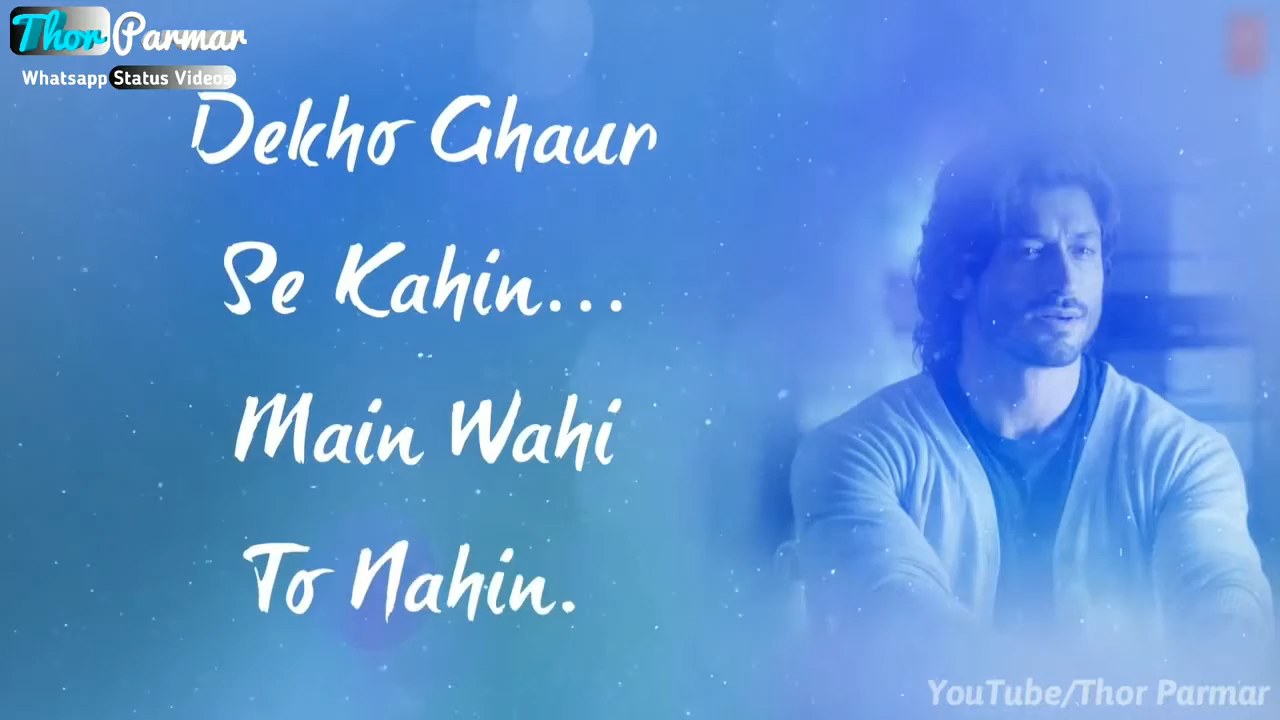 Thor Parmar
Whatsapp Status Videos
Dekho Ghaur
Se Kahin...
Main Wahi
To Nahin.
YouTube/Thor Parmar